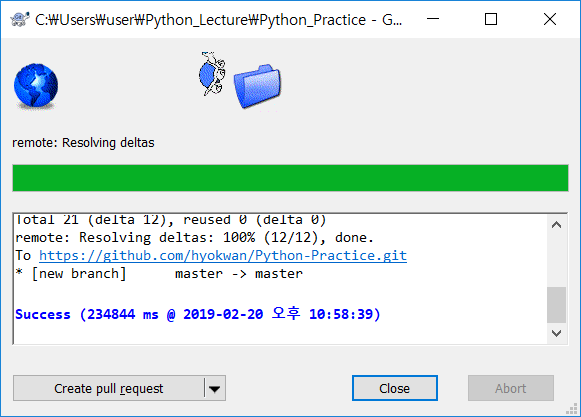 C:₩Users₩user₩Python_Lecture₩Python_Practice - G...
remote: Resolving deltas
Total 21 (delta 12), reused 0 (delta 0)
remote: Resolving deltas: 100% (12/12), done.
To https://github.com/hyokwan/Python-Practice.git
* [new branch]      master -> master
Success (234844 ms @ 2019-02-20 오후 10:58:39)
Create pull request
Close
Abort